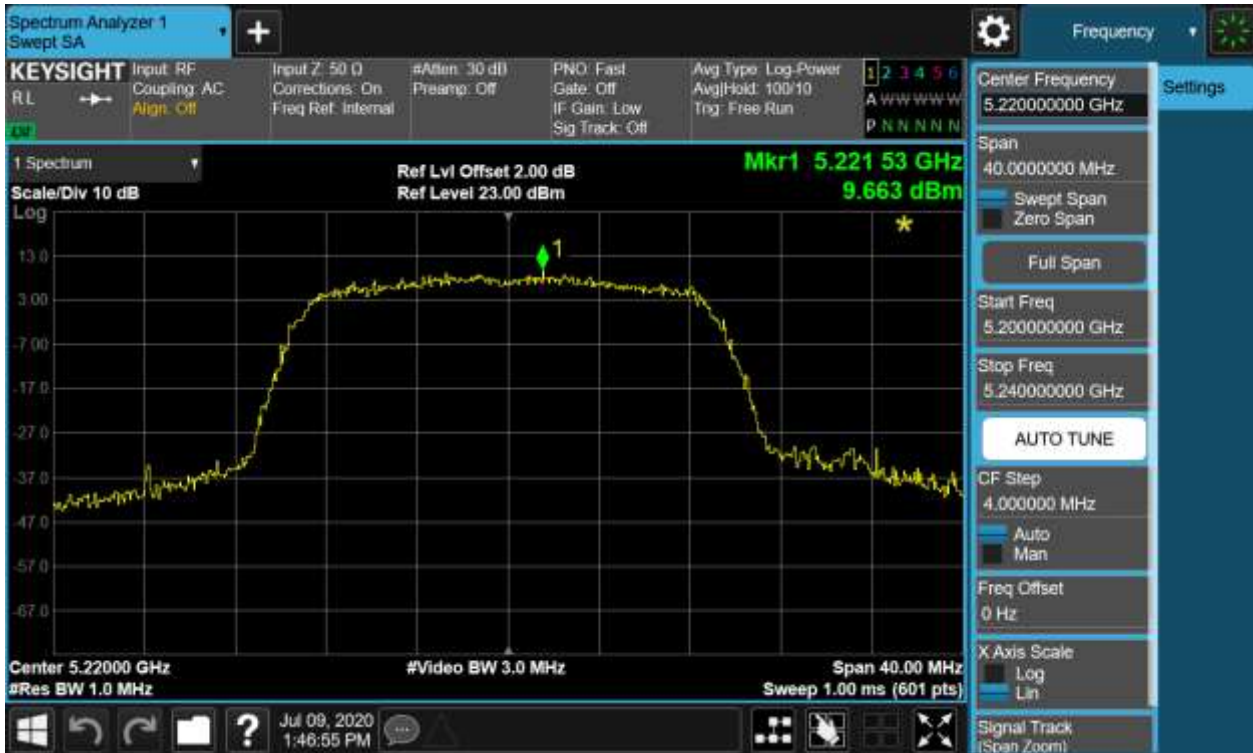 Spectrum Analyzer 1
Swept SA
+
Frequency
KEYSIGHT
RL
Input: RF
Coupling: AC
Align: Off
Input Z: 50 Ω
Corrections: On
Freq Ref: Internal
#Atten: 30 dB
Preamp: Off
PNO: Fast
Gate: Off
IF Gain: Low
Sig Track: Off
Avg Type: Log-Power
Avg|Hold: 100/10
Trig: Free Run
1 2 3 4 5 6
A W W W W W
P N N N N N
Center Frequency
5.220000000 GHz
Settings
Span
40.0000000 MHz
Swept Span
Zero Span
Full Span
Start Freq
5.200000000 GHz
Stop Freq
5.240000000 GHz
AUTO TUNE
CF Step
4.000000 MHz
Auto
Man
Freq Offset
0 Hz
X Axis Scale
Log
Lin
Signal Track
(Span Zoom)
1 Spectrum
Scale/Div 10 dB
Log
Ref Lvl Offset 2.00 dB
Ref Level 23.00 dBm
Mkr1 5.221 53 GHz
9.663 dBm
1
13.0
3.00
-7.00
-17.0
-27.0
-37.0
-47.0
-57.0
-67.0
Center 5.22000 GHz
#Res BW 1.0 MHz
#Video BW 3.0 MHz
Span 40.00 MHz
Sweep 1.00 ms (601 pts)
?
Jul 09, 2020
1:46:55 PM